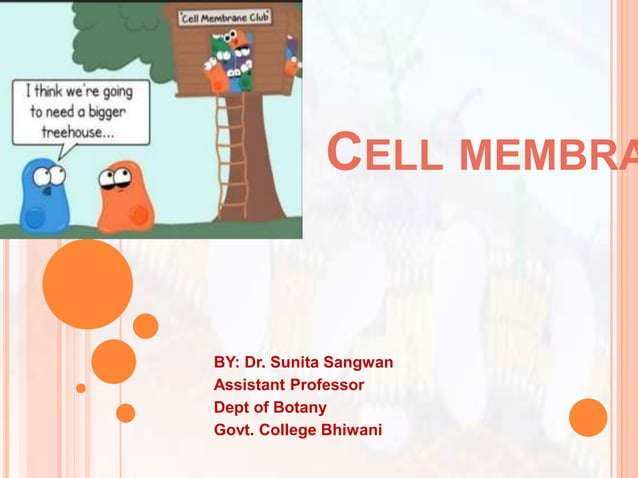 Cell Membrane Club
I think we're going
to need a bigger
treehouse...
CELL MEMBRA
BY: Dr. Sunita Sangwan
Assistant Professor
Dept of Botany
Govt. College Bhiwani